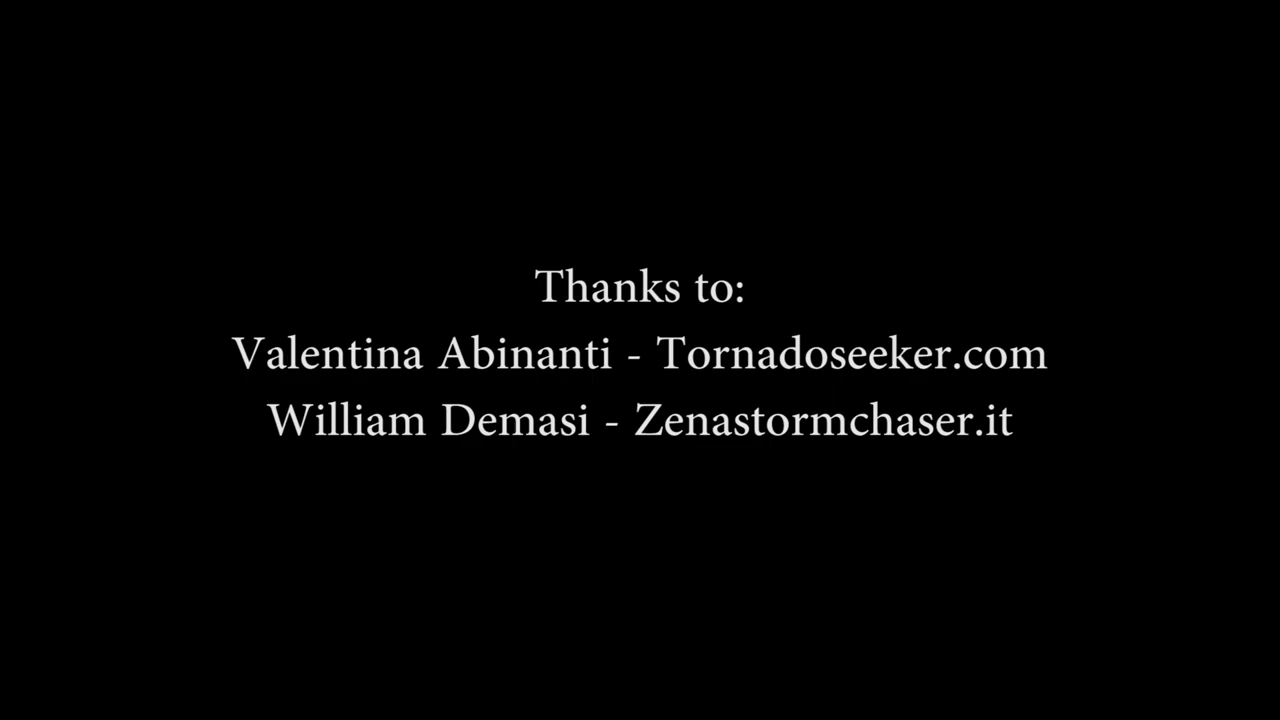 Thanks to:
Valentina Abinanti - Tornadoseeker.com
William Demasi - Zenastormchaser.it